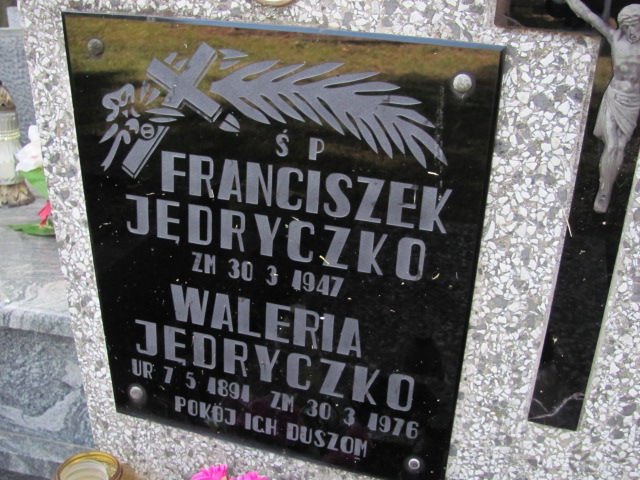 Ś P
FRANCISZEK
JĘDRYCZKO
ZM 30 3 1947
WALERIA
JĘDRYCZKO
UR 7 5 1891 ZM 30 3 1976
POKÓJ ICH DUSZOM